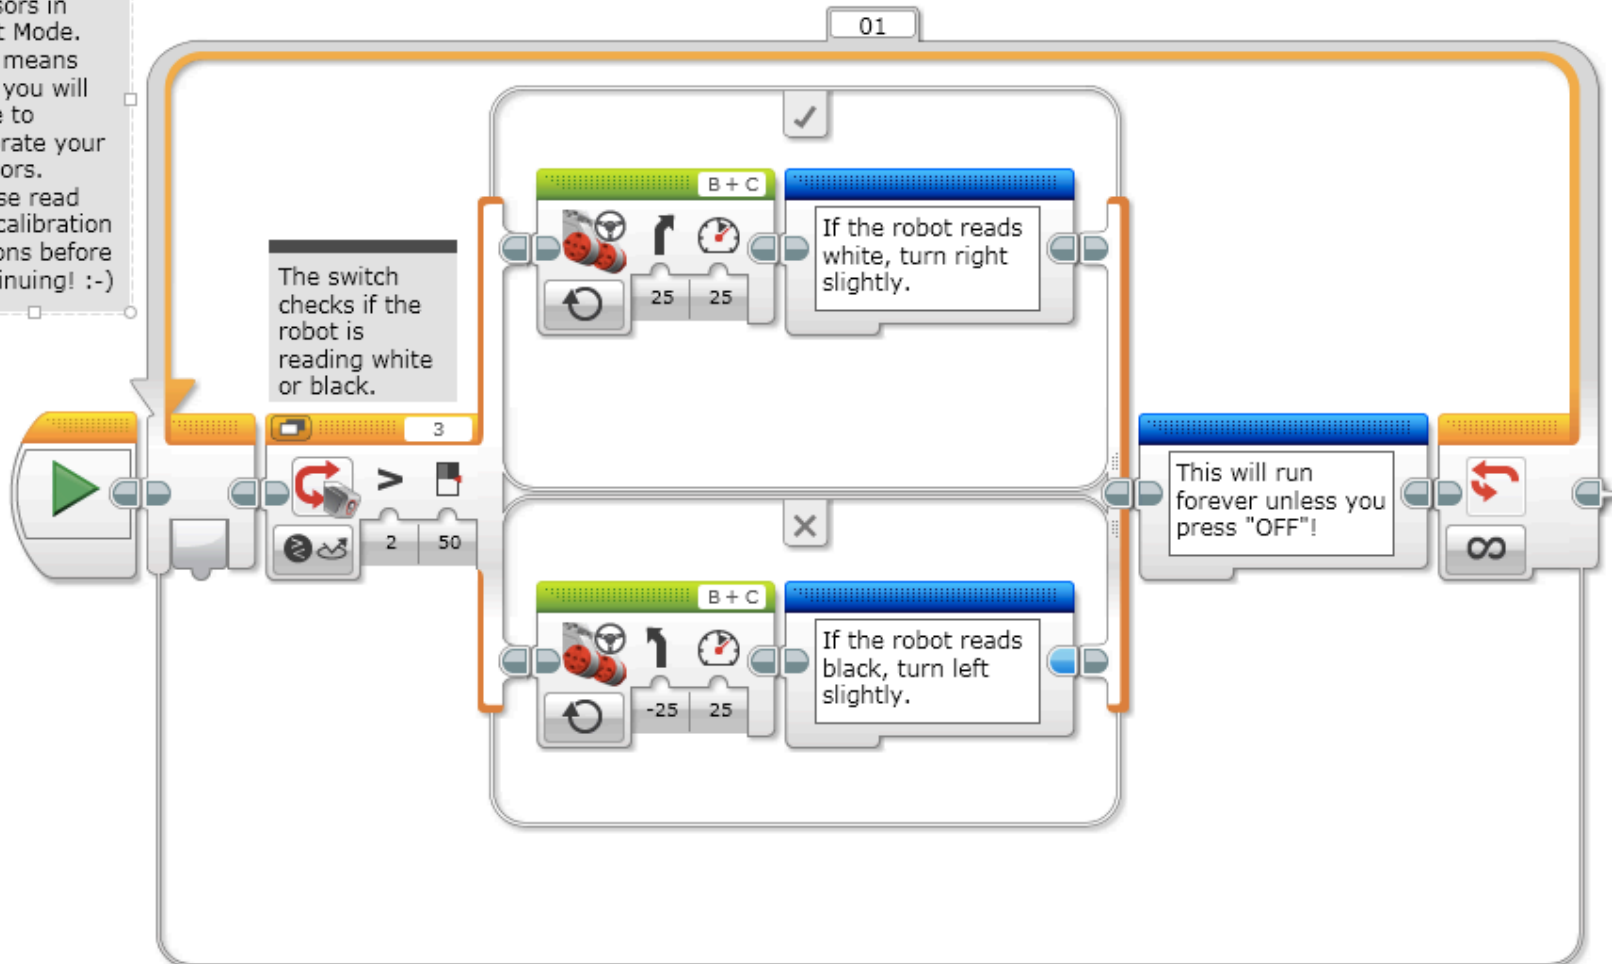 t Mode.
means
you will
to
rate your
ors.
se read
calibration
ons before
inuing! :-)
01
The switch
checks if the
robot is
reading white
or black.
3
>
2
50
B + C
25
25
If the robot reads
white, turn right
slightly.
B + C
-25
25
If the robot reads
black, turn left
slightly.
This will run
forever unless you
press "OFF"!
∞